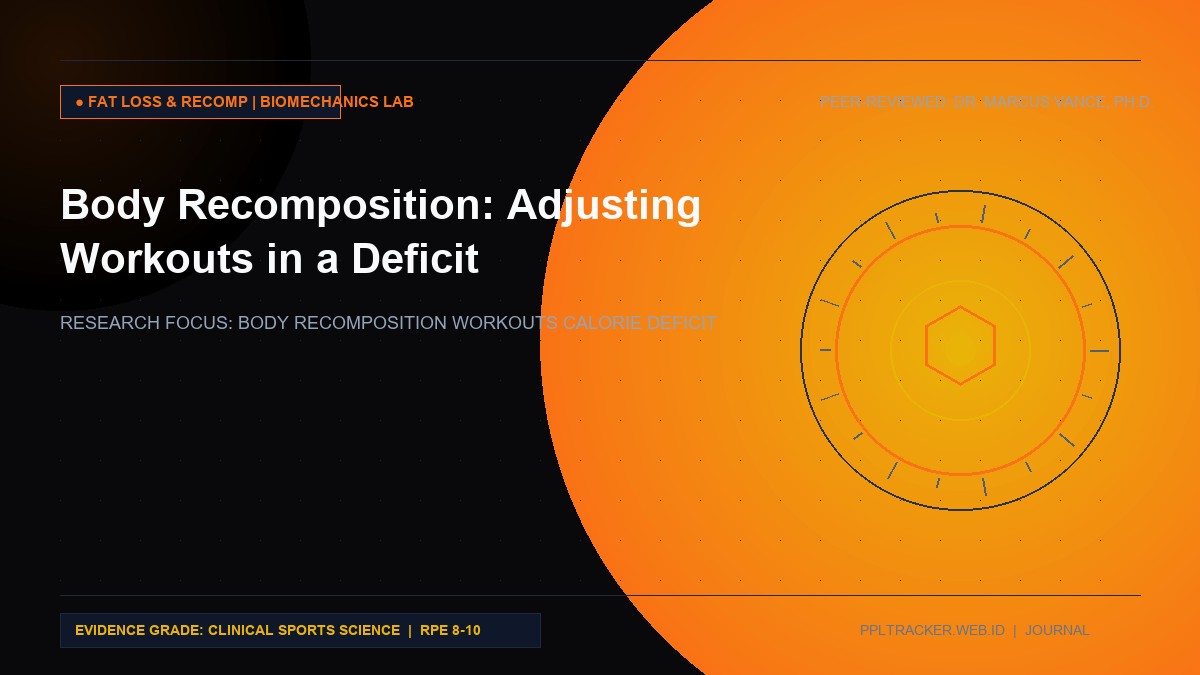 ● FAT LOSS & RECOMP | BIOMECHANICS LAB
PEER-REVIEWED: DR. MARCUS VANCE, PH.D
Body Recomposition: Adjusting
Workouts in a Deficit
RESEARCH FOCUS: BODY RECOMPOSITION WORKOUTS CALORIE DEFICIT
EVIDENCE GRADE: CLINICAL SPORTS SCIENCE | RPE 8-10
PPLTRACKER.WEB.ID | JOURNAL